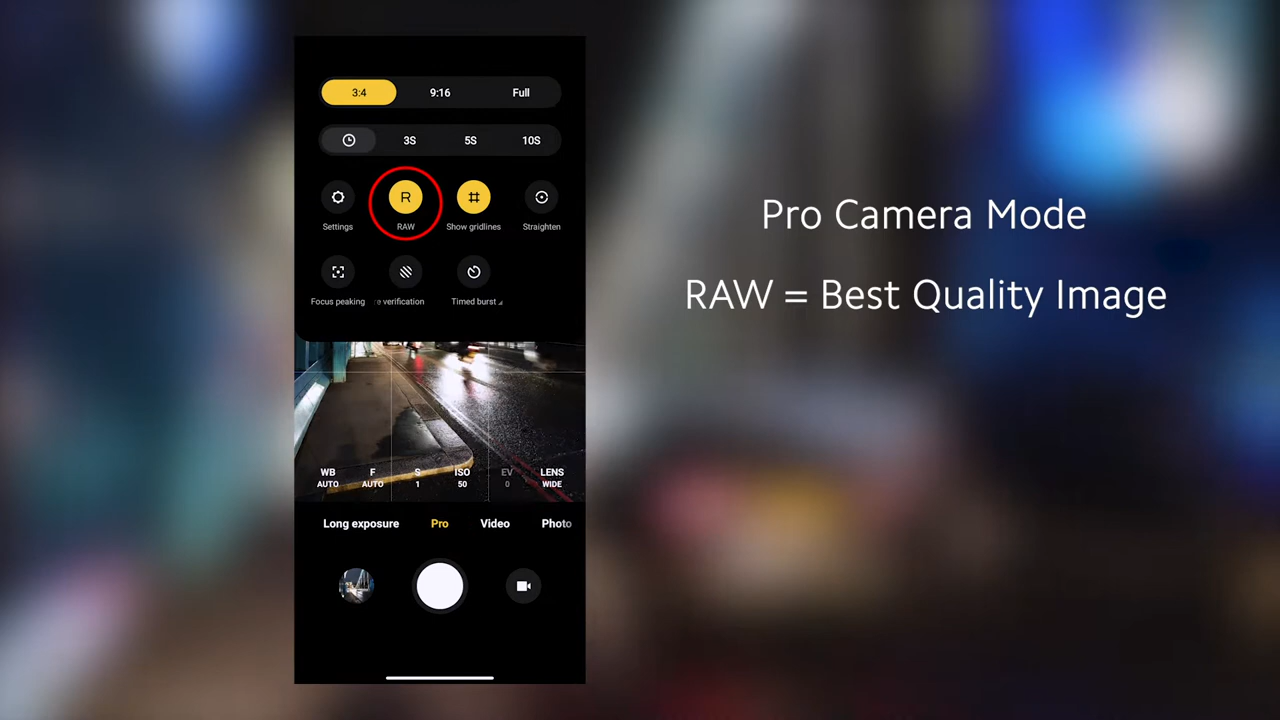 3:4 9:16 Full
3S 5S 10S
R
Settings RAW Show gridlines Straighten
Focus peaking e verification Timed burst
WB F S ISO EV LENS
AUTO AUTO 1 50 0 WIDE
Long exposure Pro Video Photo
Pro Camera Mode
RAW = Best Quality Image